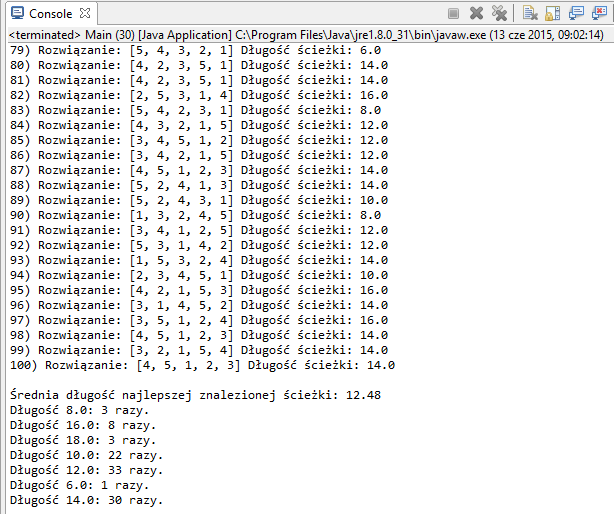 Console
<terminated> Main (30) [Java Application] C:\Program Files\Java\jre1.8.0_31\bin\javaw.exe (13 cze 2015, 09:02:14)
79) Rozwiązanie: [5, 4, 3, 2, 1] Długość ścieżki: 6.0
80) Rozwiązanie: [4, 2, 3, 5, 1] Długość ścieżki: 14.0
81) Rozwiązanie: [4, 2, 3, 5, 1] Długość ścieżki: 14.0
82) Rozwiązanie: [2, 5, 3, 1, 4] Długość ścieżki: 16.0
83) Rozwiązanie: [5, 4, 2, 3, 1] Długość ścieżki: 8.0
84) Rozwiązanie: [4, 3, 2, 1, 5] Długość ścieżki: 12.0
85) Rozwiązanie: [3, 4, 5, 1, 2] Długość ścieżki: 12.0
86) Rozwiązanie: [3, 4, 2, 1, 5] Długość ścieżki: 12.0
87) Rozwiązanie: [4, 5, 1, 2, 3] Długość ścieżki: 14.0
88) Rozwiązanie: [5, 2, 4, 1, 3] Długość ścieżki: 14.0
89) Rozwiązanie: [5, 2, 4, 3, 1] Długość ścieżki: 10.0
90) Rozwiązanie: [1, 3, 2, 4, 5] Długość ścieżki: 8.0
91) Rozwiązanie: [3, 4, 1, 2, 5] Długość ścieżki: 12.0
92) Rozwiązanie: [5, 3, 1, 4, 2] Długość ścieżki: 12.0
93) Rozwiązanie: [1, 5, 3, 2, 4] Długość ścieżki: 14.0
94) Rozwiązanie: [2, 3, 4, 5, 1] Długość ścieżki: 10.0
95) Rozwiązanie: [4, 2, 1, 5, 3] Długość ścieżki: 16.0
96) Rozwiązanie: [3, 1, 4, 5, 2] Długość ścieżki: 14.0
97) Rozwiązanie: [3, 5, 1, 2, 4] Długość ścieżki: 16.0
98) Rozwiązanie: [4, 5, 1, 2, 3] Długość ścieżki: 14.0
99) Rozwiązanie: [3, 2, 1, 5, 4] Długość ścieżki: 14.0
100) Rozwiązanie: [4, 5, 1, 2, 3] Długość ścieżki: 14.0
Średnia długość najlepszej znalezionej ścieżki: 12.48
Długość 8.0: 3 razy.
Długość 16.0: 8 razy.
Długość 18.0: 3 razy.
Długość 10.0: 22 razy.
Długość 12.0: 33 razy.
Długość 6.0: 1 razy.
Długość 14.0: 30 razy.